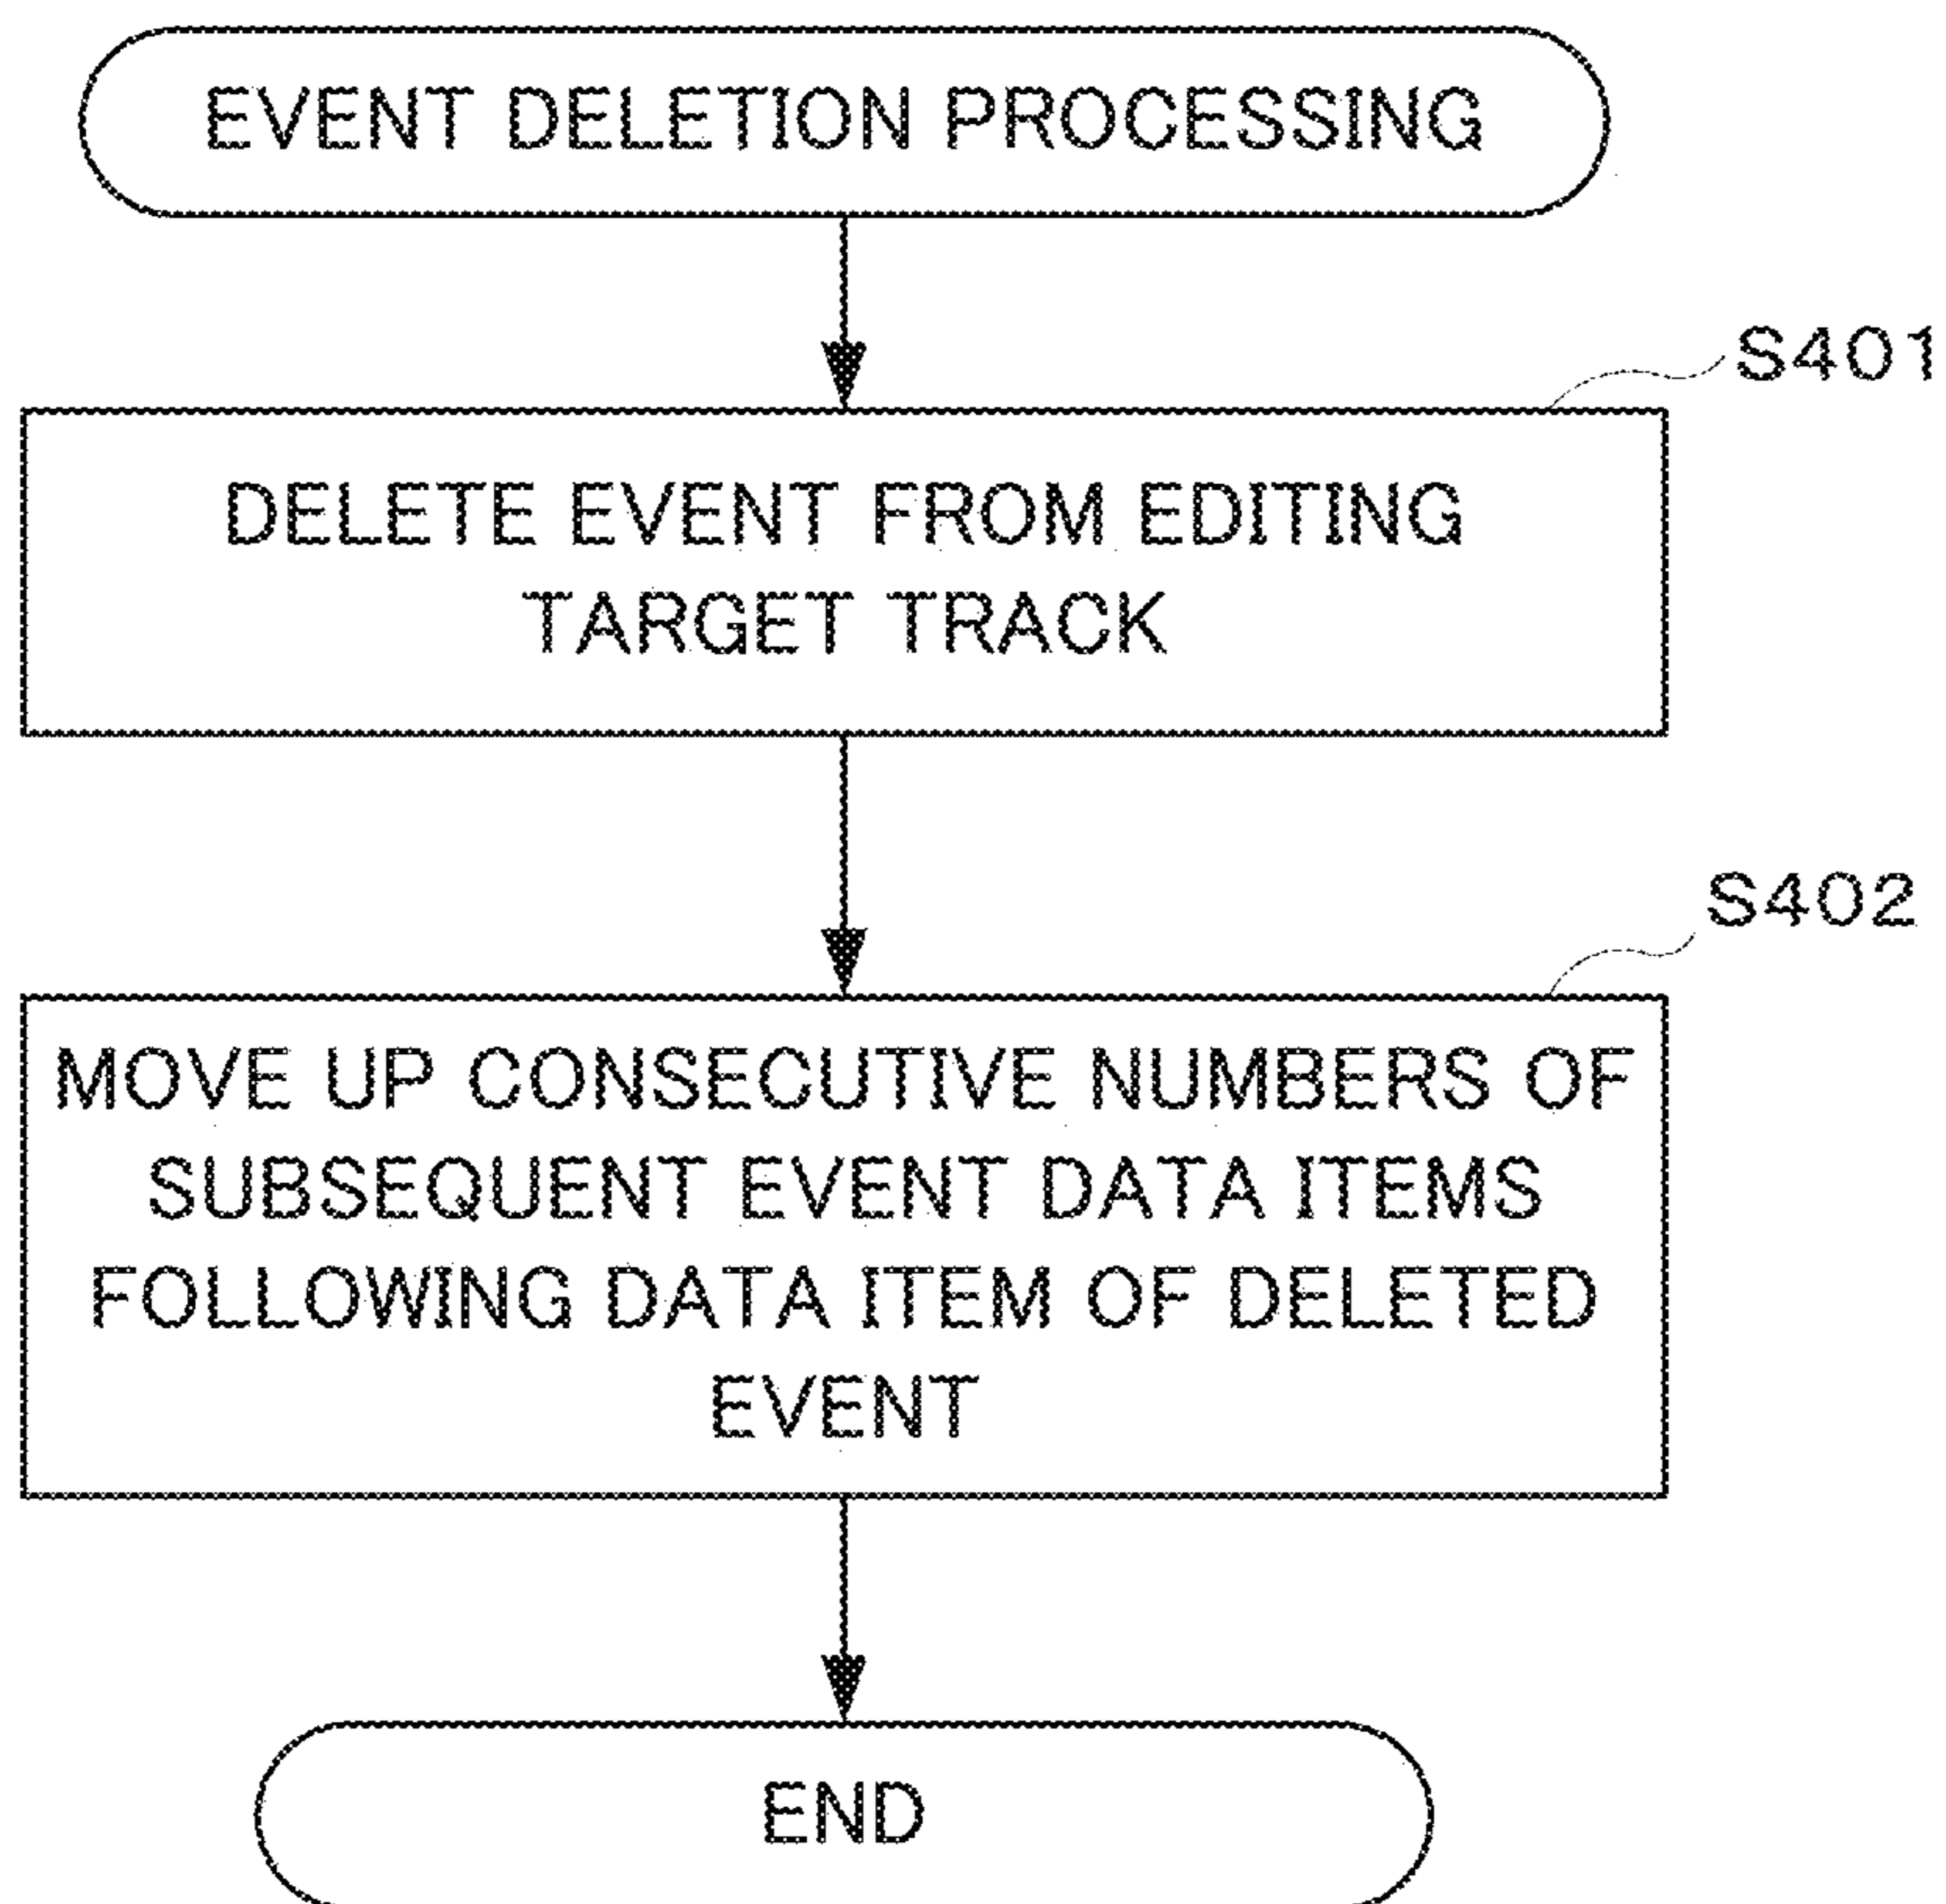 EVENT DELETION PROCESSING
S401
DELETE EVENT FROM EDITING
TARGET TRACK
S402
MOVE UP CONSECUTIVE NUMBERS OF
SUBSEQUENT EVENT DATA ITEMS
FOLLOWING DATA ITEM OF DELETED
EVENT
END